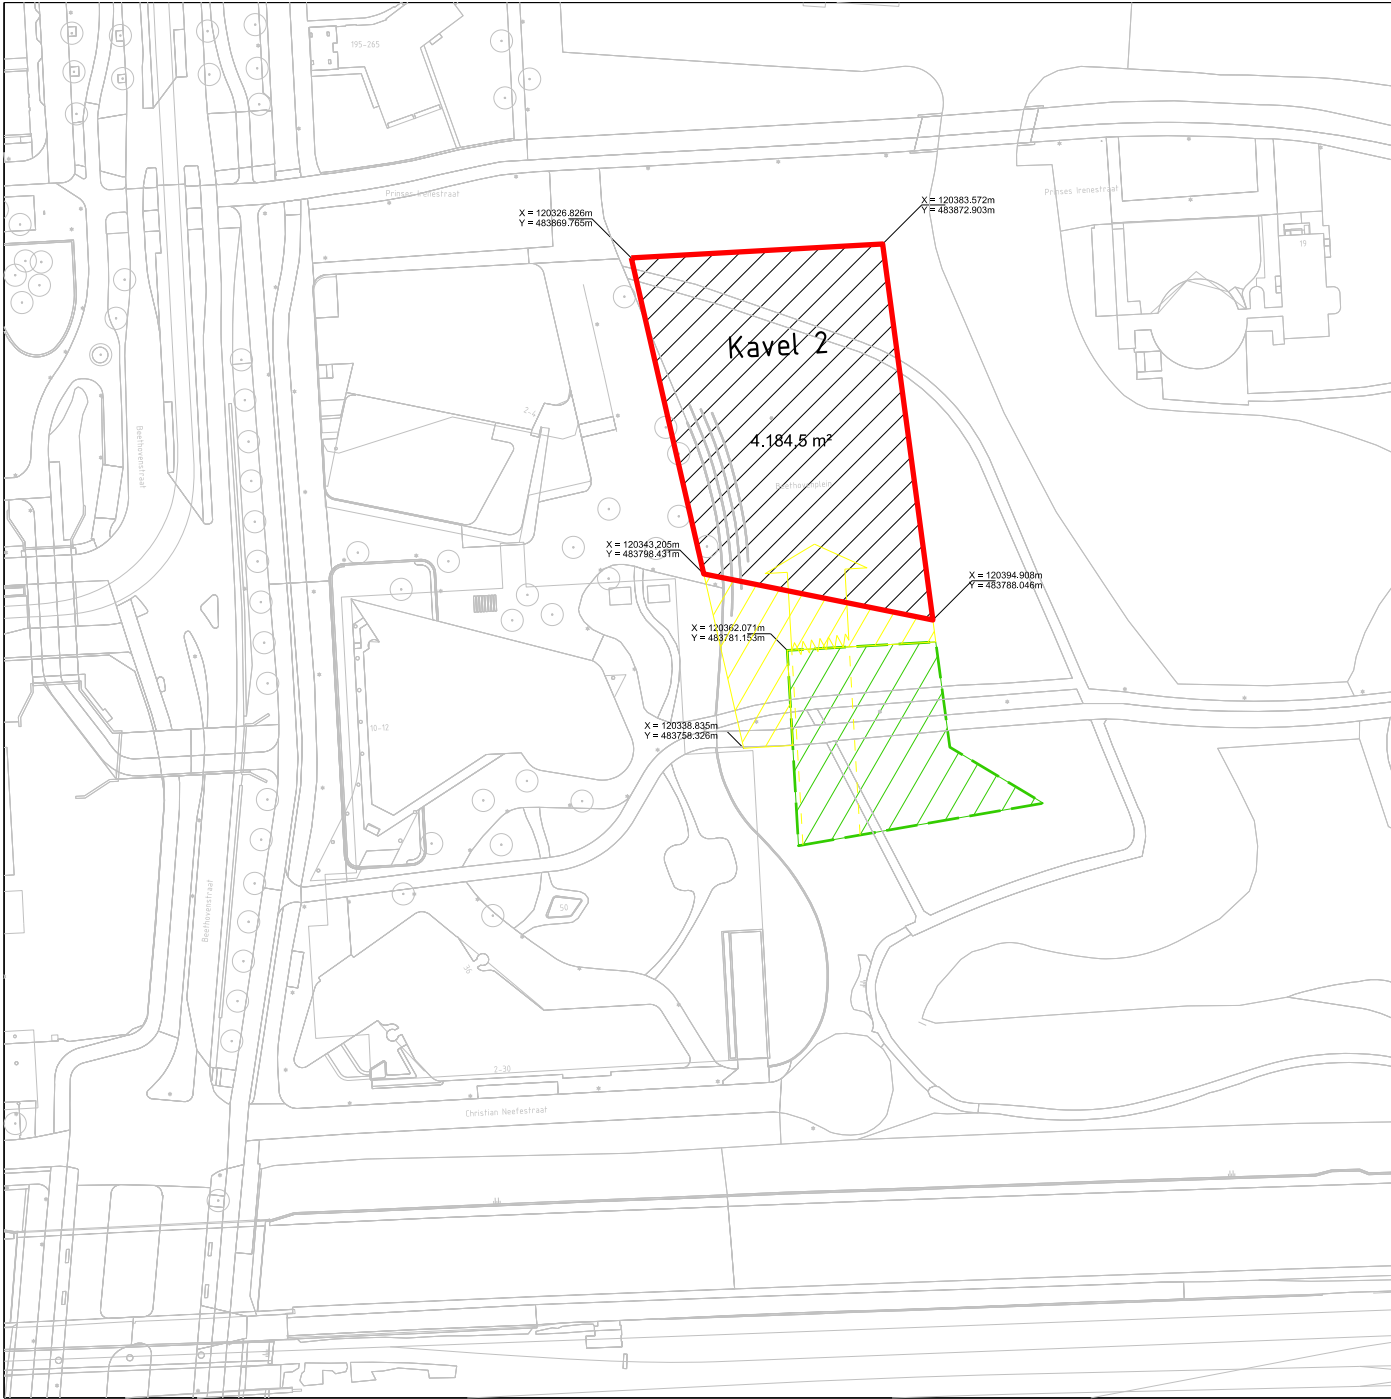 195-265
Prinses Irenestraat
Prinses Irenestraat
X = 120383.572m
Y = 483872.903m
X = 120326.826m
Y = 483869.765m
19
Kavel 2
2-4
4.184,5 m²
Beethovenstraat
Beethovenplein
X = 120343.205m
Y = 483798.431m
X = 120394.908m
Y = 483788.046m
X = 120362.071m
Y = 483781.153m
X = 120338.835m
Y = 483758.326m
10-12
Beethovenstraat
50
2-30
Christian Neefestraat